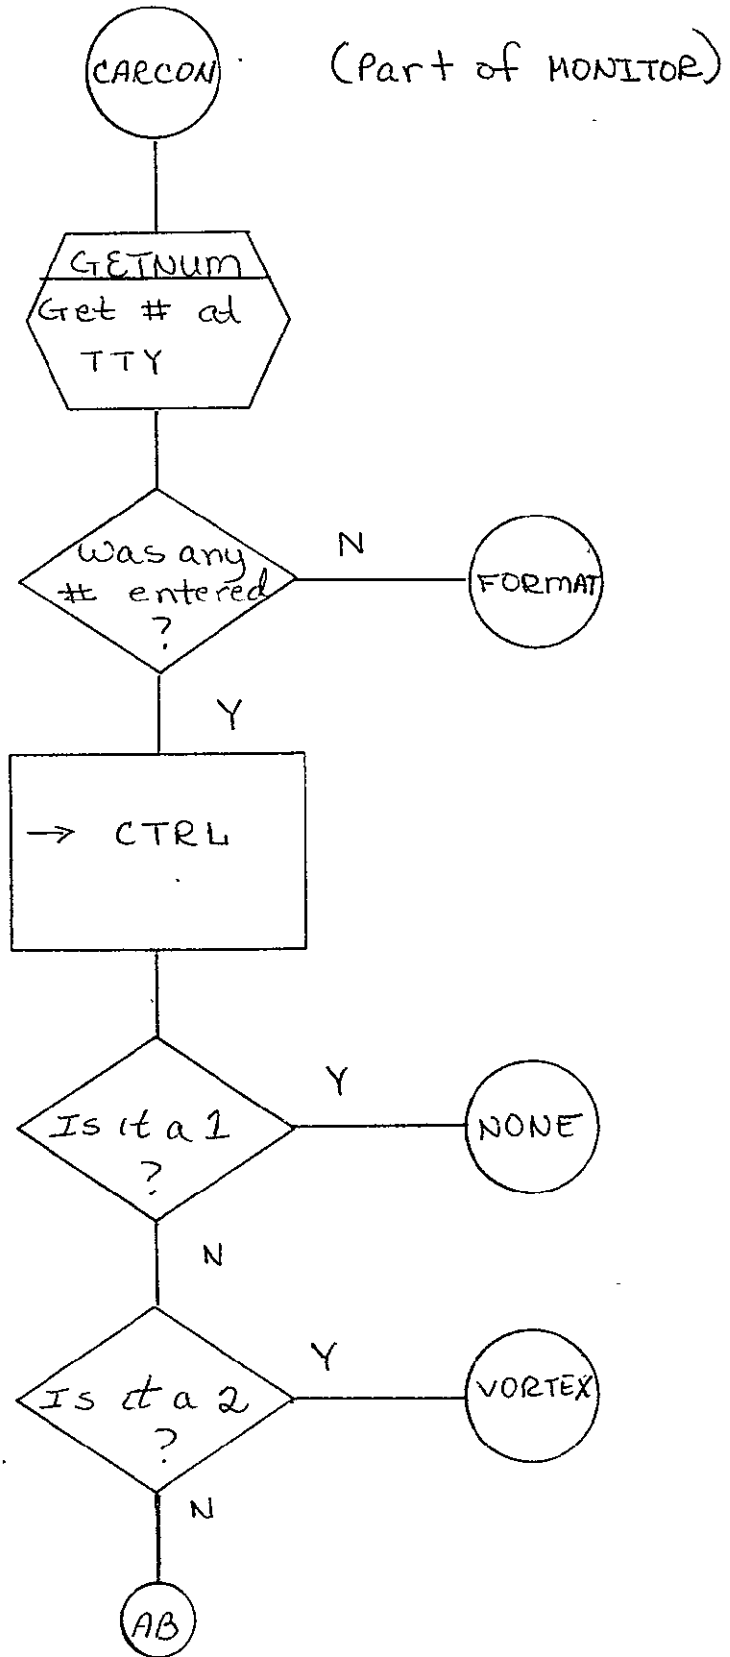 CARCON
(Part of MONITOR)
GETNUM
Get # at
TTY
Was any
# entered
?
N
FORMAT
Y
→ CTRL
Is it a 1
?
Y
NONE
N
Is it a 2
?
Y
VORTEX
N
AB